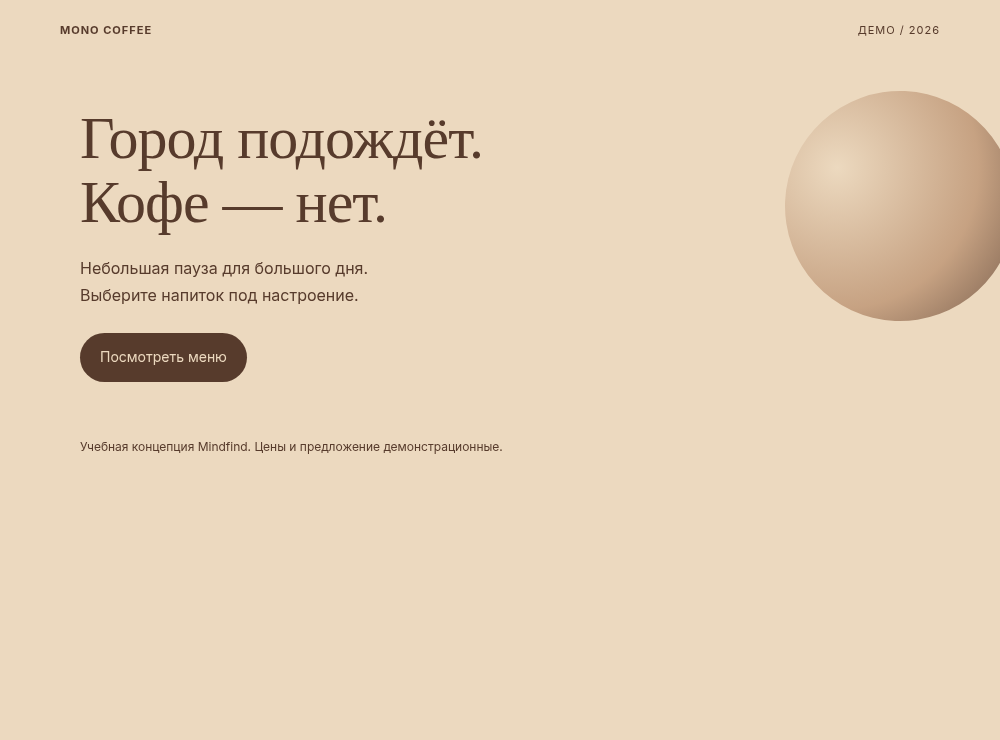 MONO COFFEE
ДЕМО / 2026
Город подождёт.
Кофе — нет.
Небольшая пауза для большого дня.
Выберите напиток под настроение.
Посмотреть меню
Учебная концепция Mindfind. Цены и предложение демонстрационные.